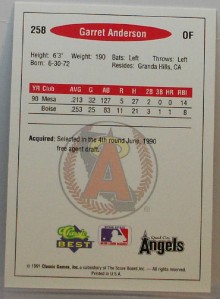 258 Garret Anderson OF
Height: 6'3" Weight: 190 Bats: Left Throws: Left
Born: 6-30-72 Resides: Granda Hills, CA
YR Club AVG G AB R H 2B 3B HR RBI
90 Mesa .213 32 127 5 27 2 0 0 14
Boise .253 25 83 11 21 3 1 1 8
Acquired: Selected in the 4th round June, 1990
free agent draft.
A
CLASSIC
BEST
Angels
© 1991 Classic Games, Inc., a subsidiary of The Score Board Inc. - All rights reserved.
Printed in U.S.A.